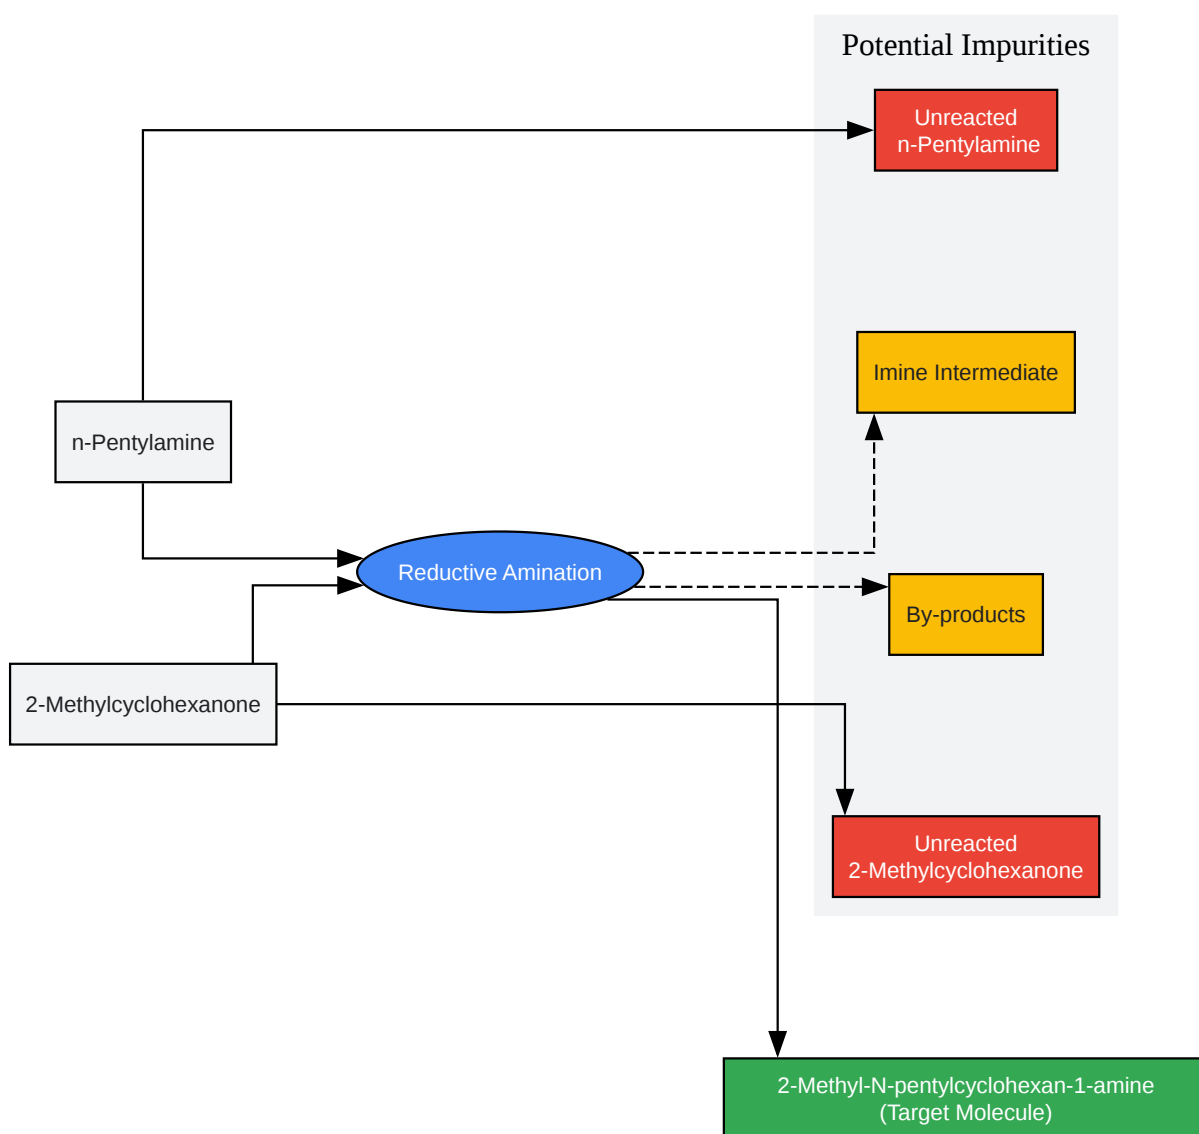 Potential Impurities
Unreacted
n-Pentylamine
Imine Intermediate
n-Pentylamine
Reductive Amination
By-products
2-Methylcyclohexanone
Unreacted
2-Methylcyclohexanone
2-Methyl-N-pentylcyclohexan-1-amine
(Target Molecule)